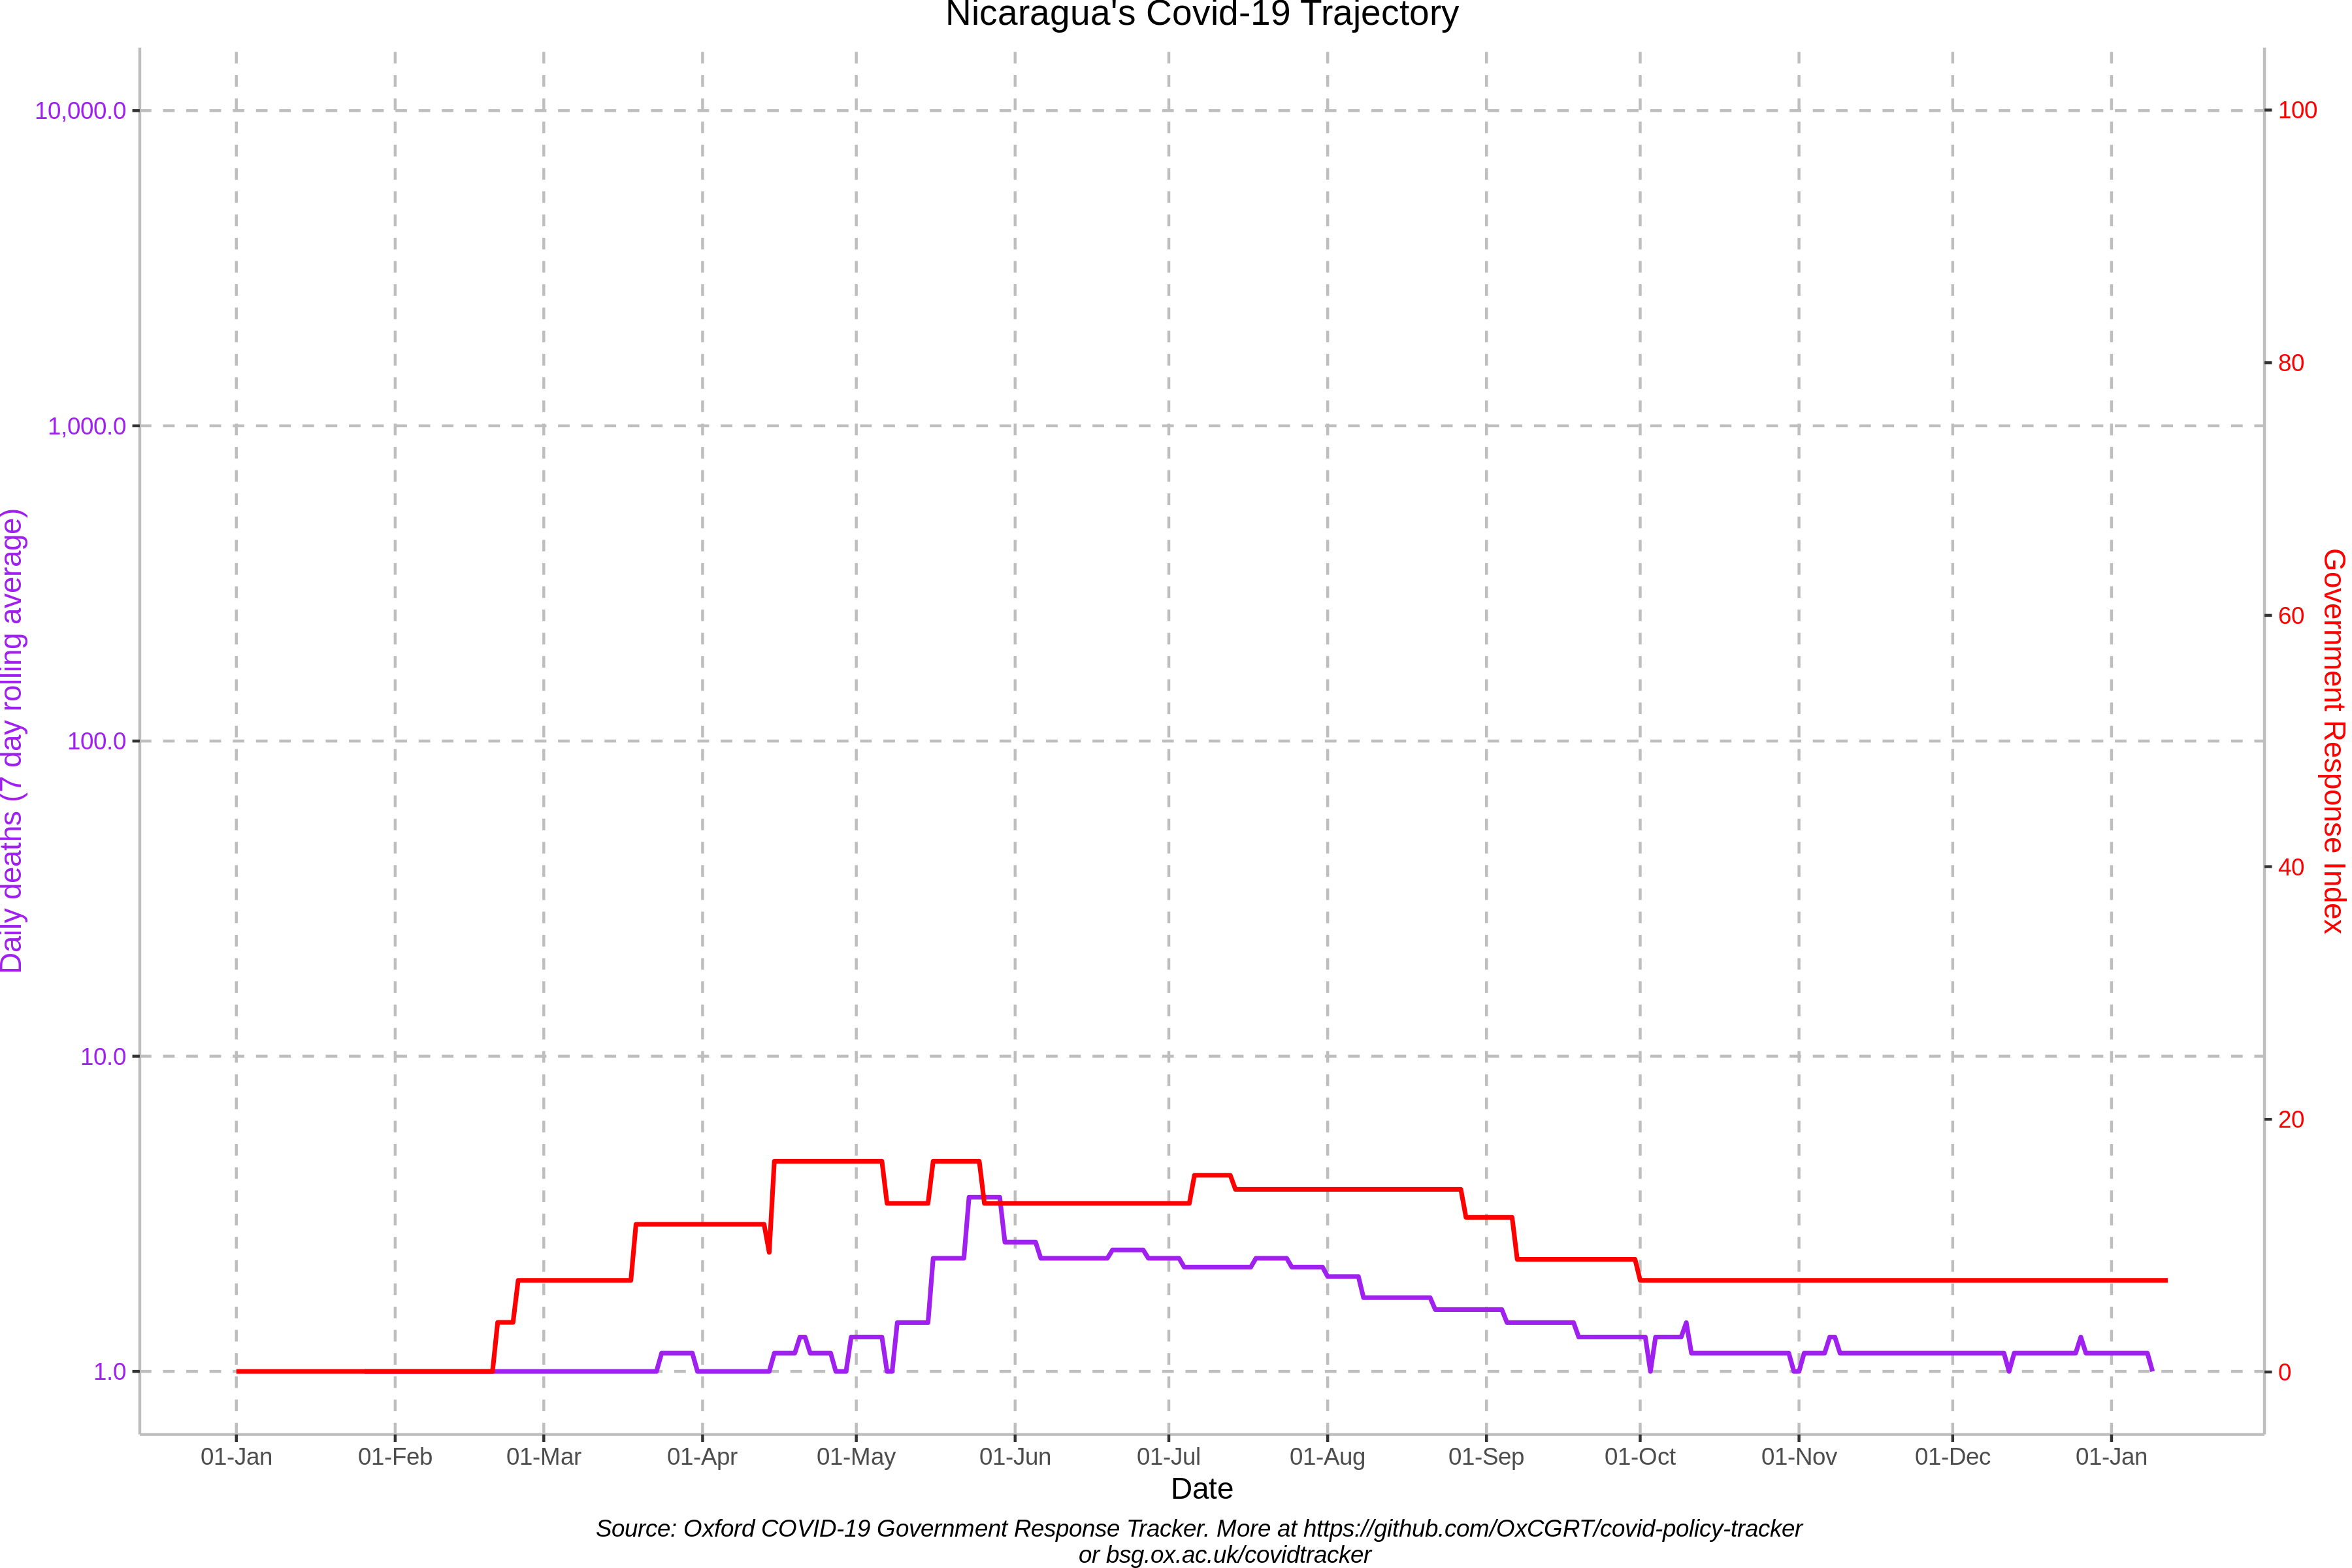 Nicaragua's Covid-19 Trajectory
10,000.0
1,000.0
100.0
10.0
1.0
Daily deaths (7 day rolling average)
100
80
60
40
20
0
Government Response Index
01-Jan 01-Feb 01-Mar 01-Apr 01-May 01-Jun 01-Jul 01-Aug 01-Sep 01-Oct 01-Nov 01-Dec 01-Jan
Date
Source: Oxford COVID-19 Government Response Tracker. More at https://github.com/OxCGRT/covid-policy-tracker
or bsg.ox.ac.uk/covidtracker